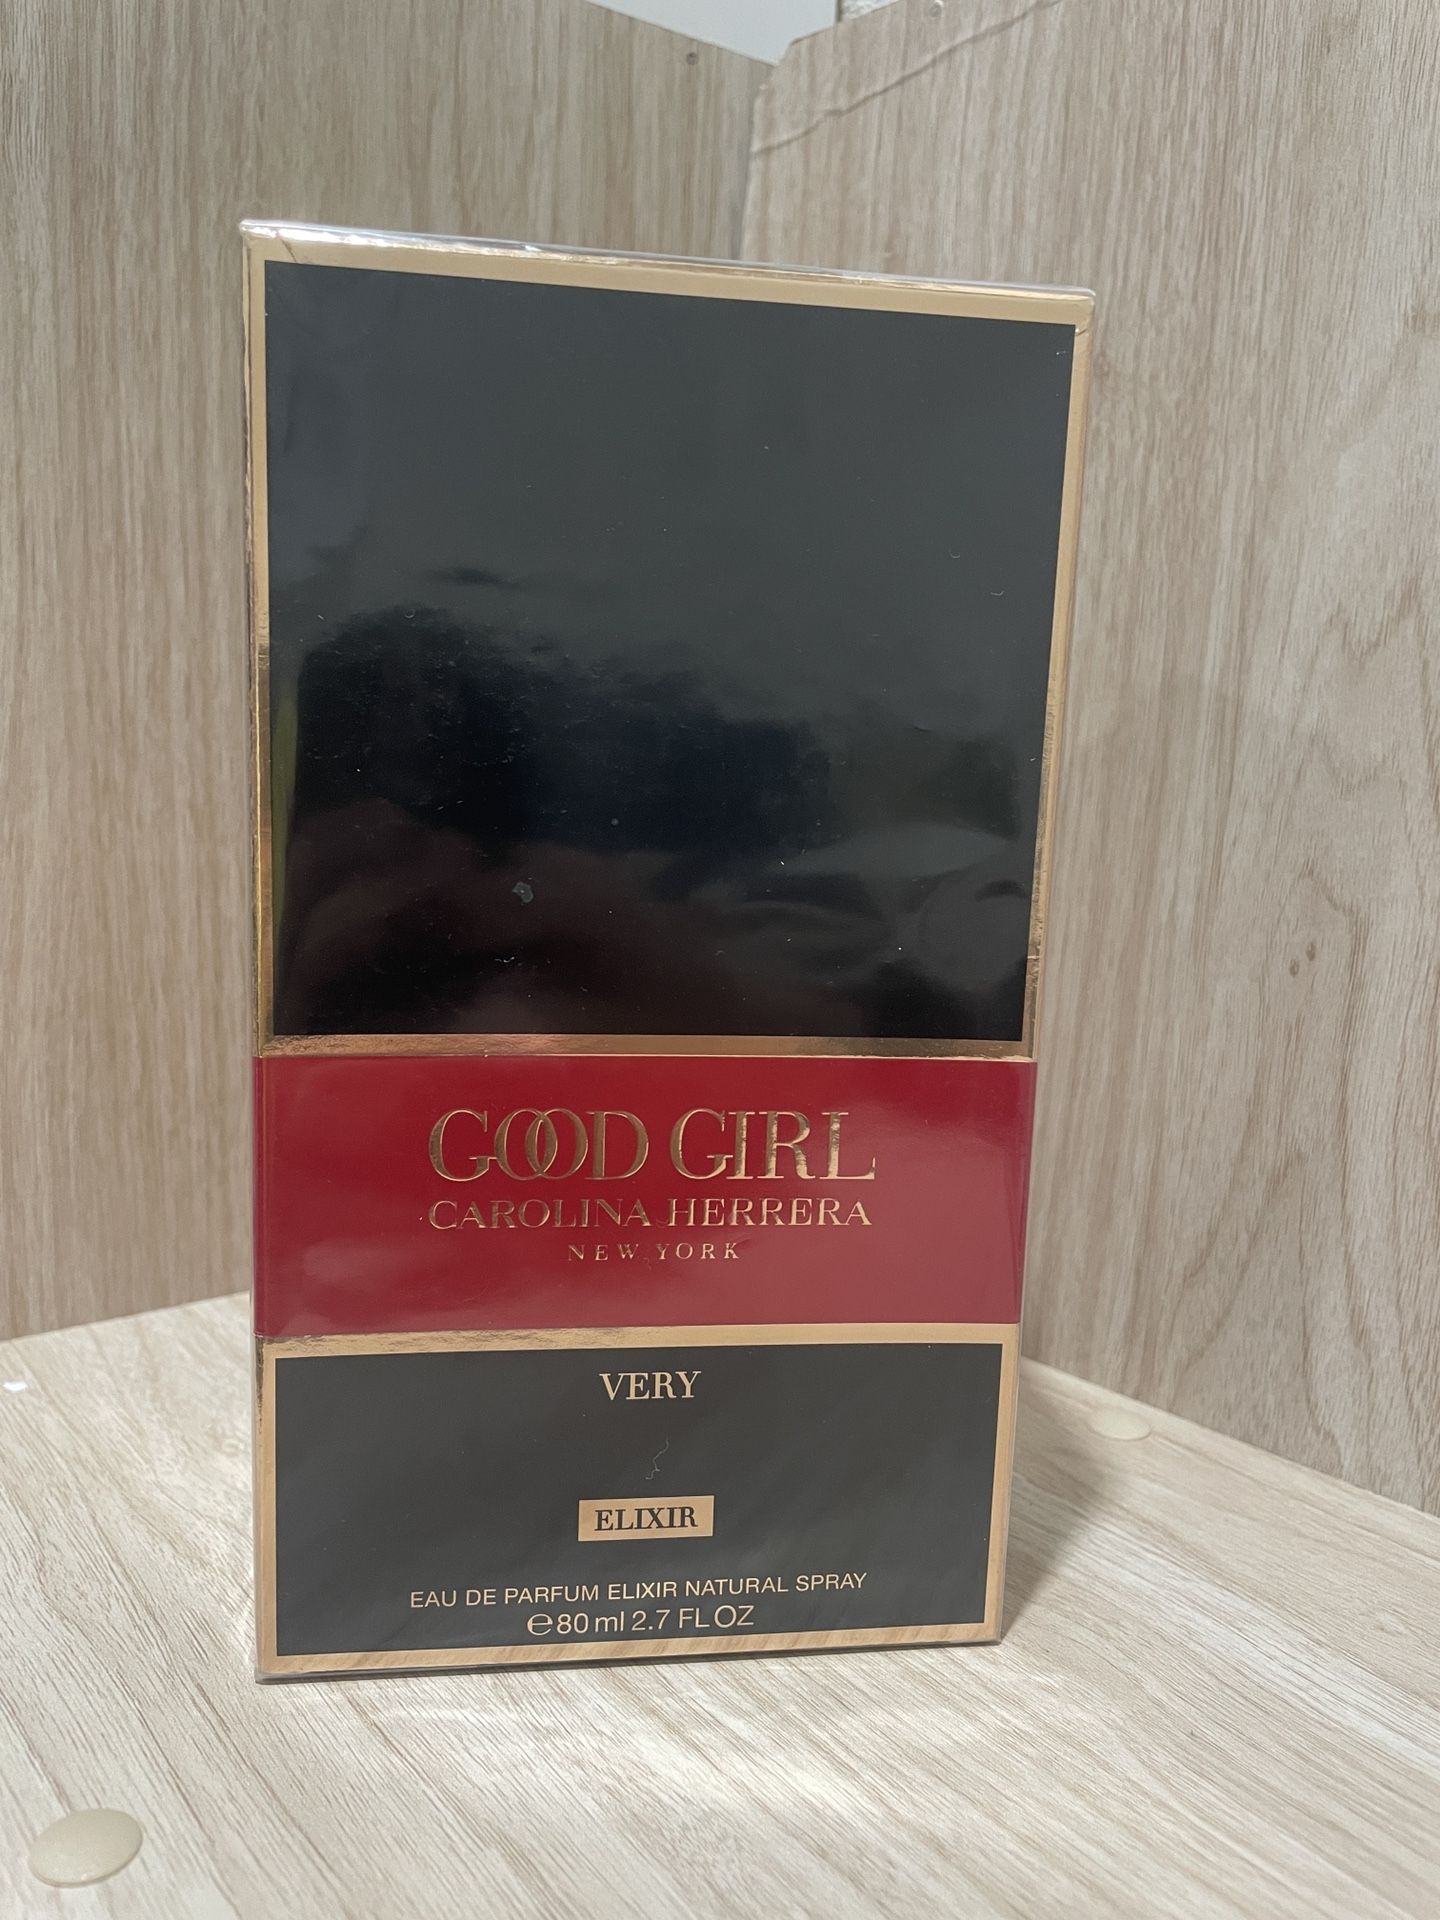 GOOD GIRL
CAROLINA HERRERA
NEW YORK
VERY
ELIXIR
EAU DE PARFUM ELIXIR NATURAL SPRAY
℮80 ml 2.7 FL OZ